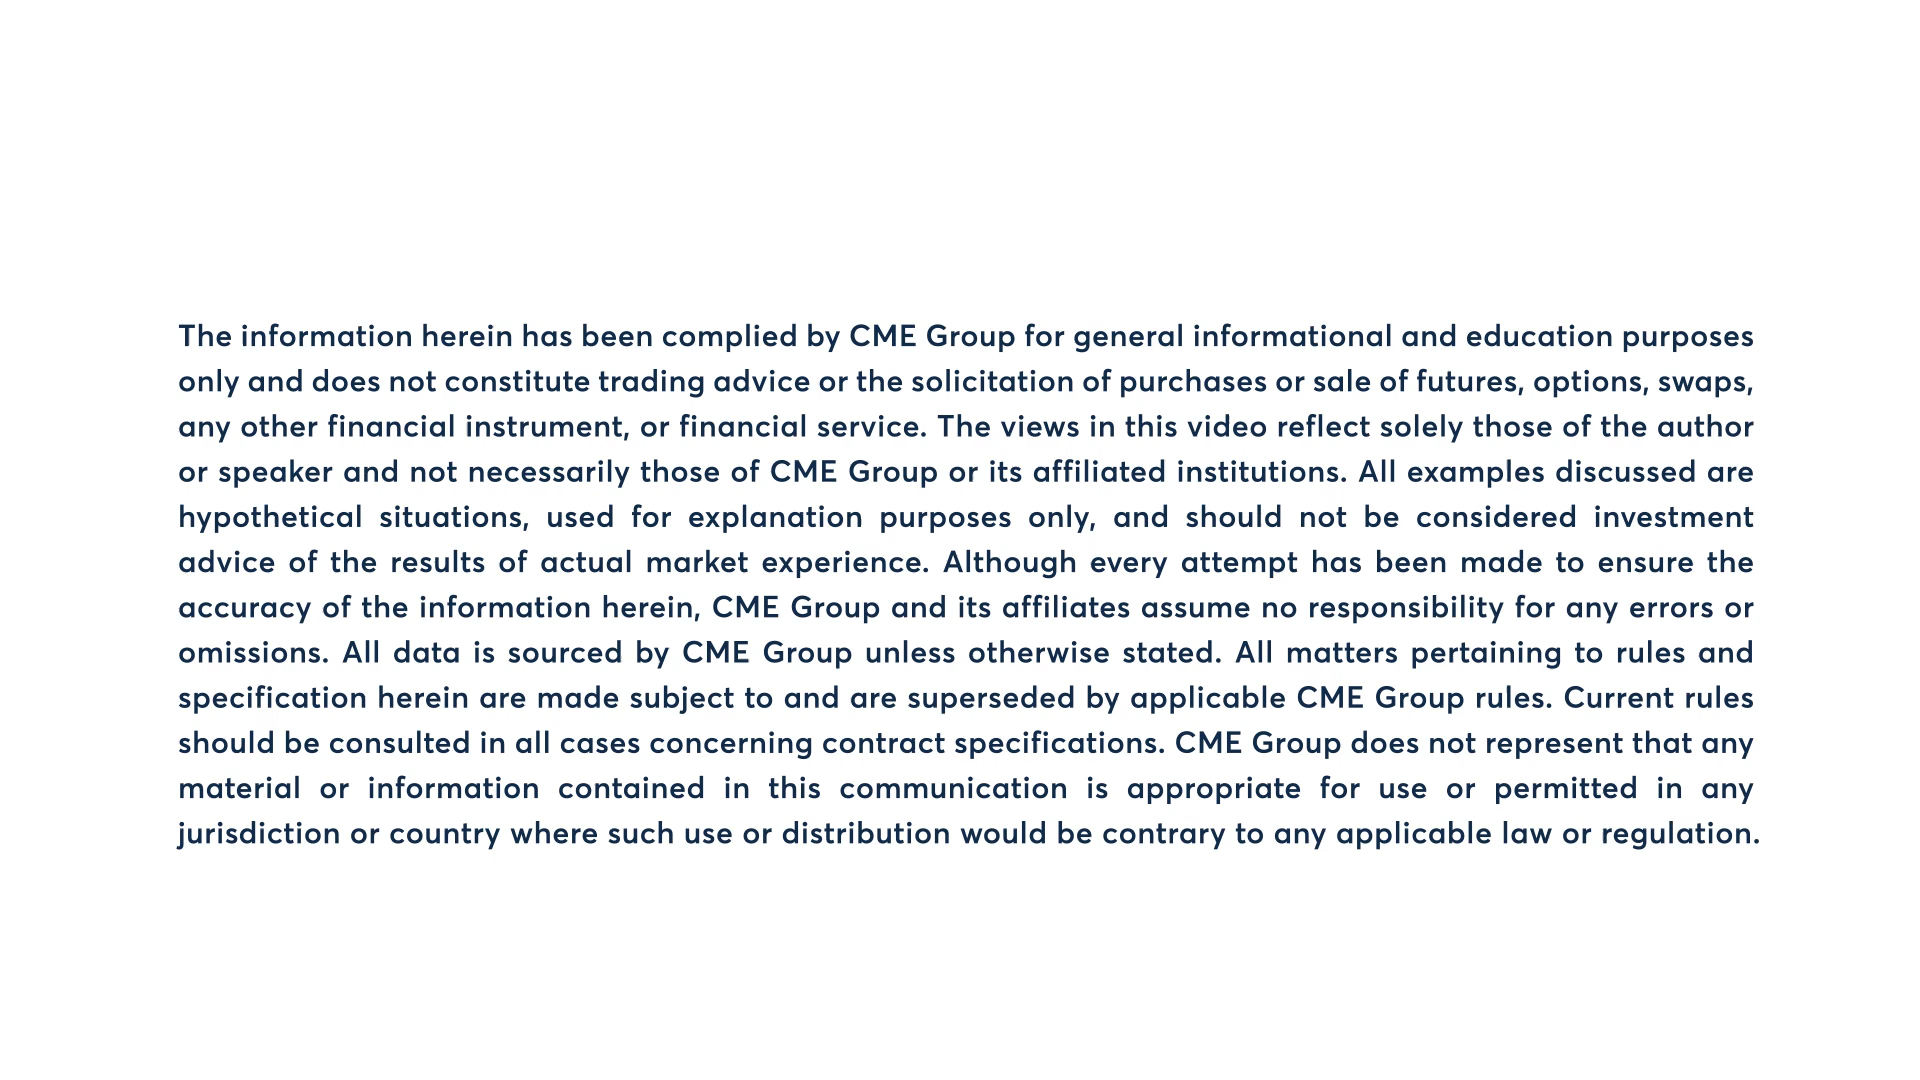 The information herein has been complied by CME Group for general informational and education purposes
only and does not constitute trading advice or the solicitation of purchases or sale of futures, options, swaps,
any other financial instrument, or financial service. The views in this video reflect solely those of the author
or speaker and not necessarily those of CME Group or its affiliated institutions. All examples discussed are
hypothetical situations, used for explanation purposes only, and should not be considered investment
advice of the results of actual market experience. Although every attempt has been made to ensure the
accuracy of the information herein, CME Group and its affiliates assume no responsibility for any errors or
omissions. All data is sourced by CME Group unless otherwise stated. All matters pertaining to rules and
specification herein are made subject to and are superseded by applicable CME Group rules. Current rules
should be consulted in all cases concerning contract specifications. CME Group does not represent that any
material or information contained in this communication is appropriate for use or permitted in any
jurisdiction or country where such use or distribution would be contrary to any applicable law or regulation.